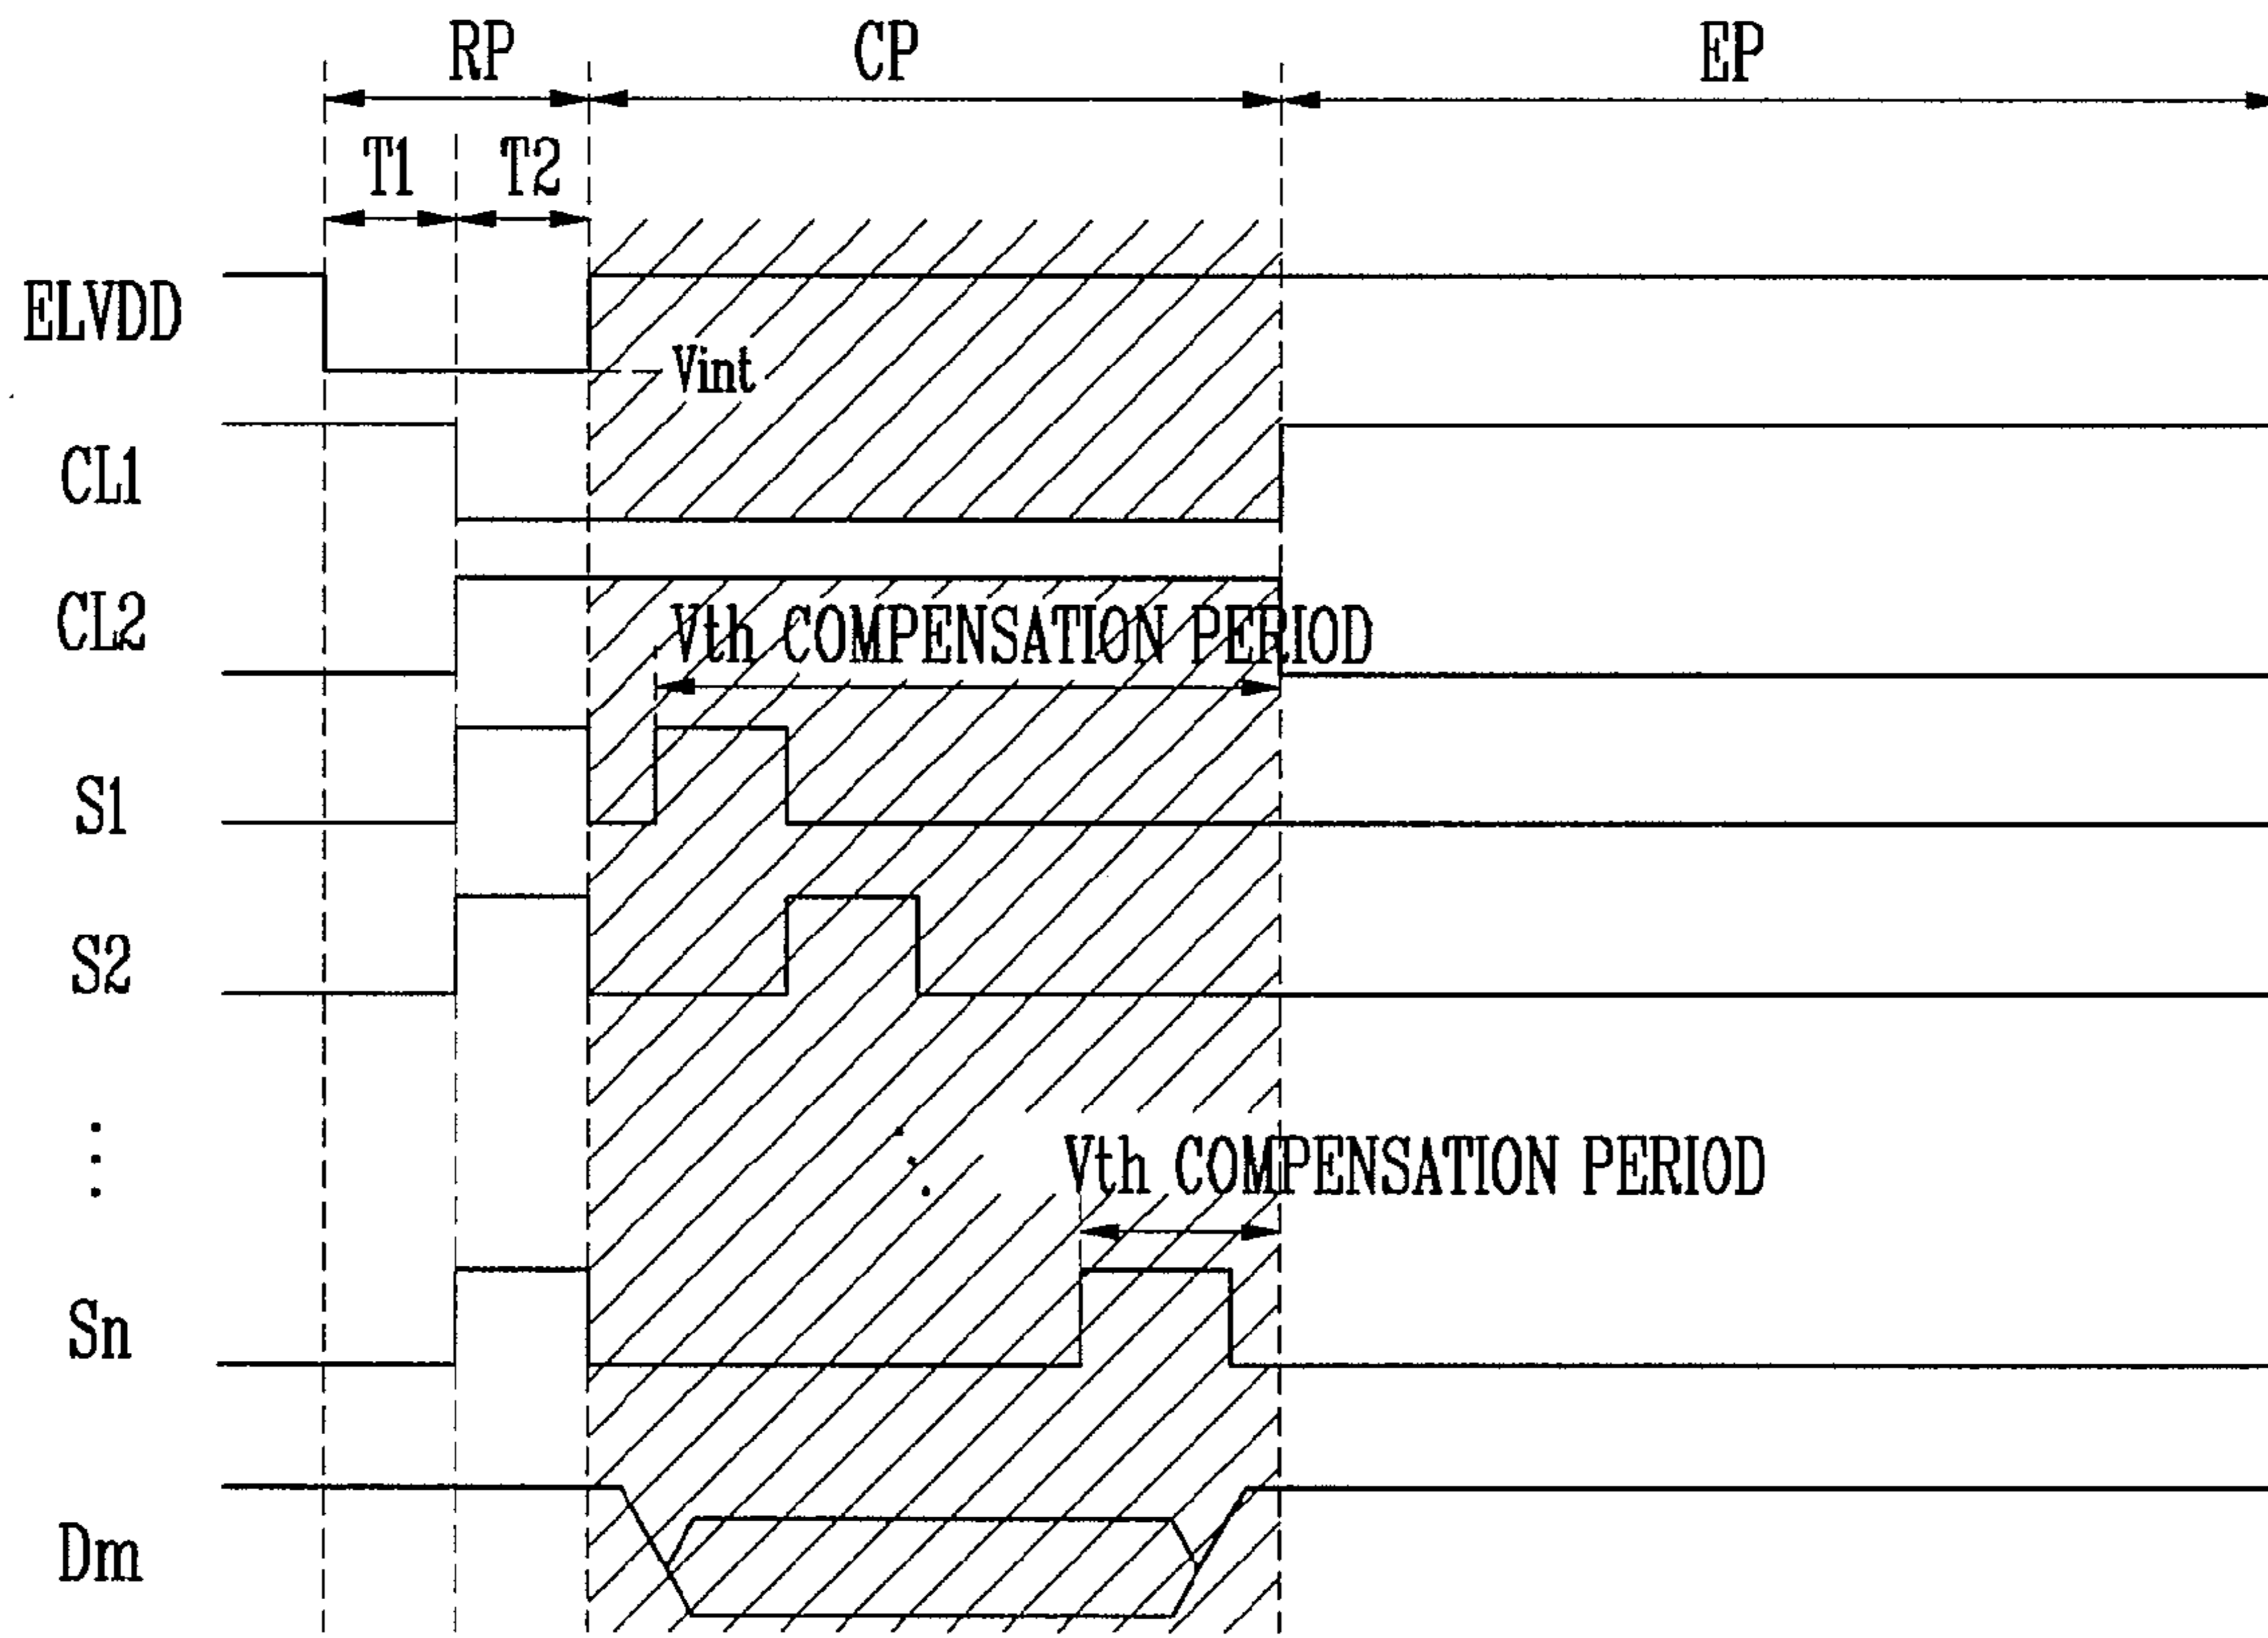 RP CP EP
T1 T2
ELVDD
Vint
CL1
CL2
Vth COMPENSATION PERIOD
S1
S2
Vth COMPENSATION PERIOD
Sn
Dm